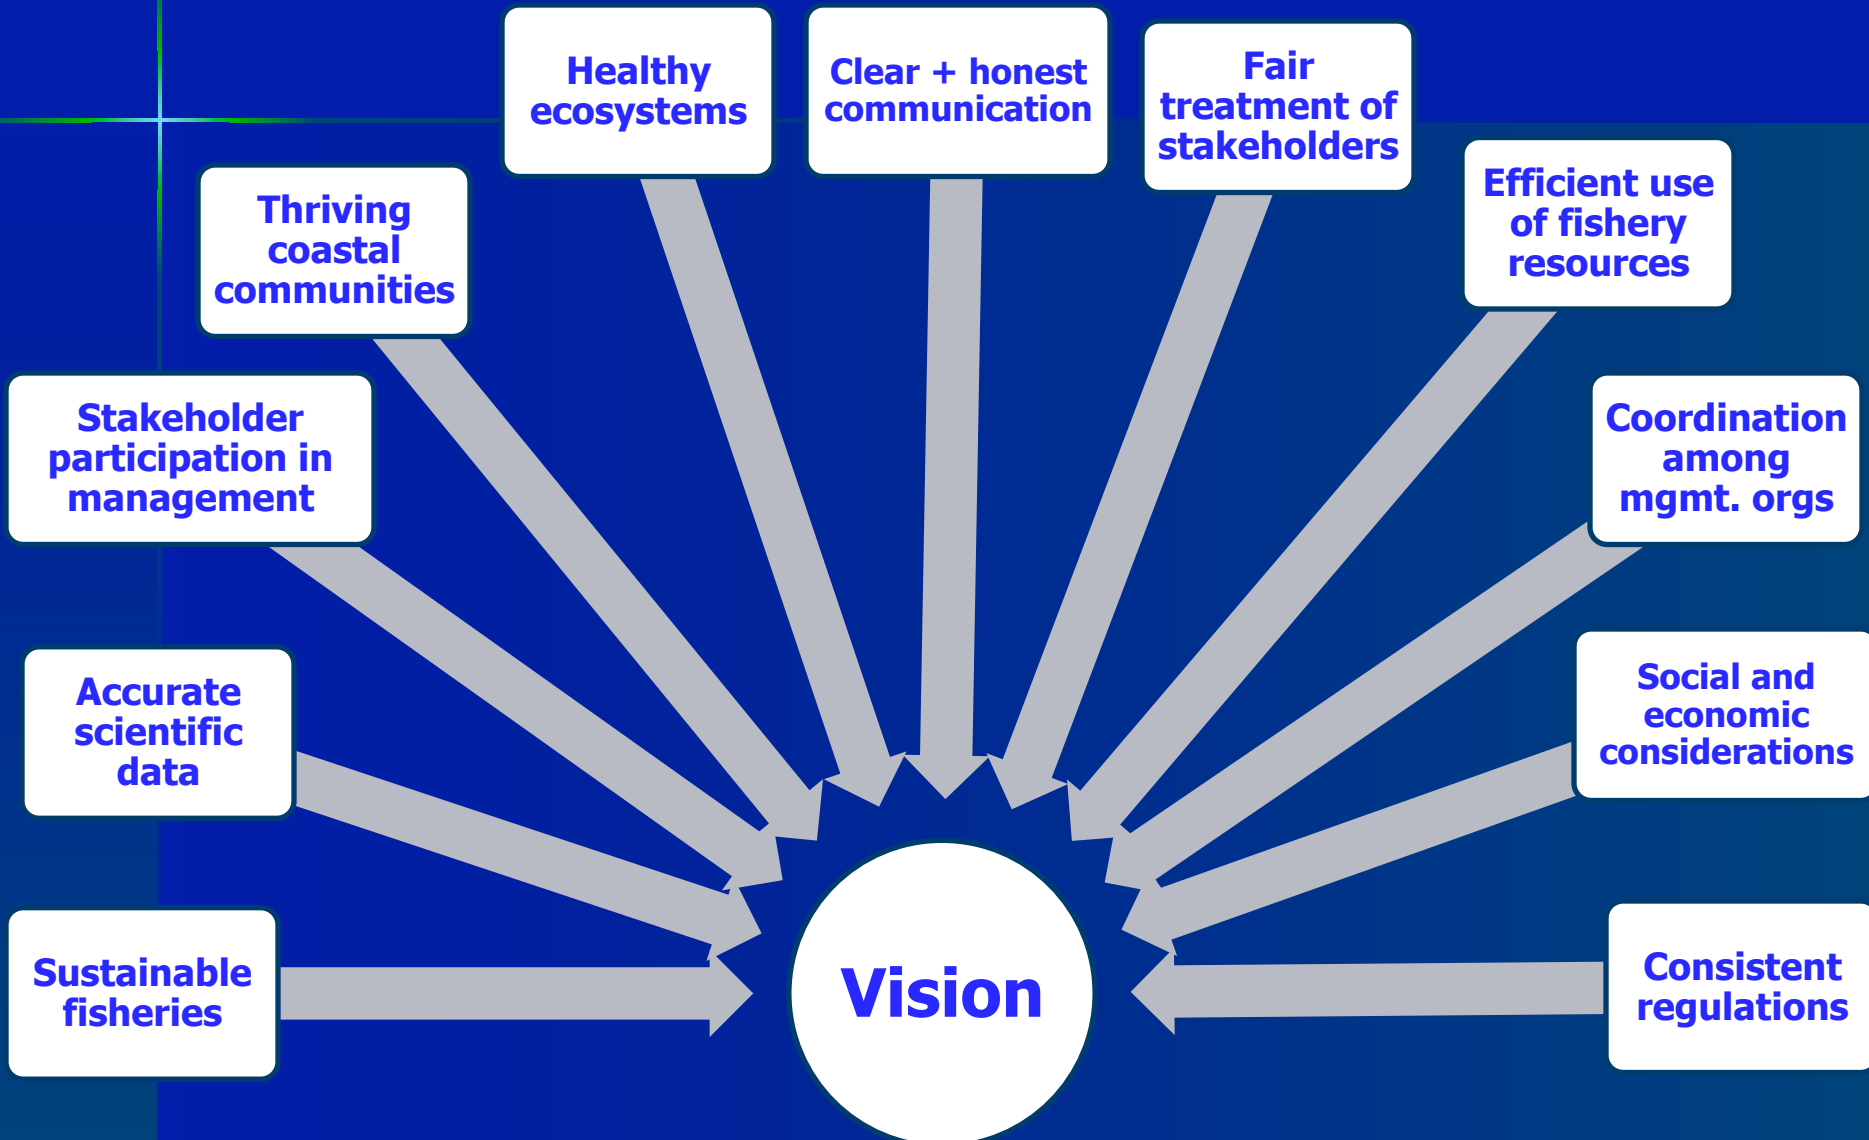 Healthy
ecosystems
Clear + honest
communication
Fair
treatment of
stakeholders
Thriving
coastal
communities
Efficient use
of fishery
resources
Stakeholder
participation in
management
Coordination
among
mgmt. orgs
Accurate
scientific
data
Social and
economic
considerations
Sustainable
fisheries
Vision
Consistent
regulations